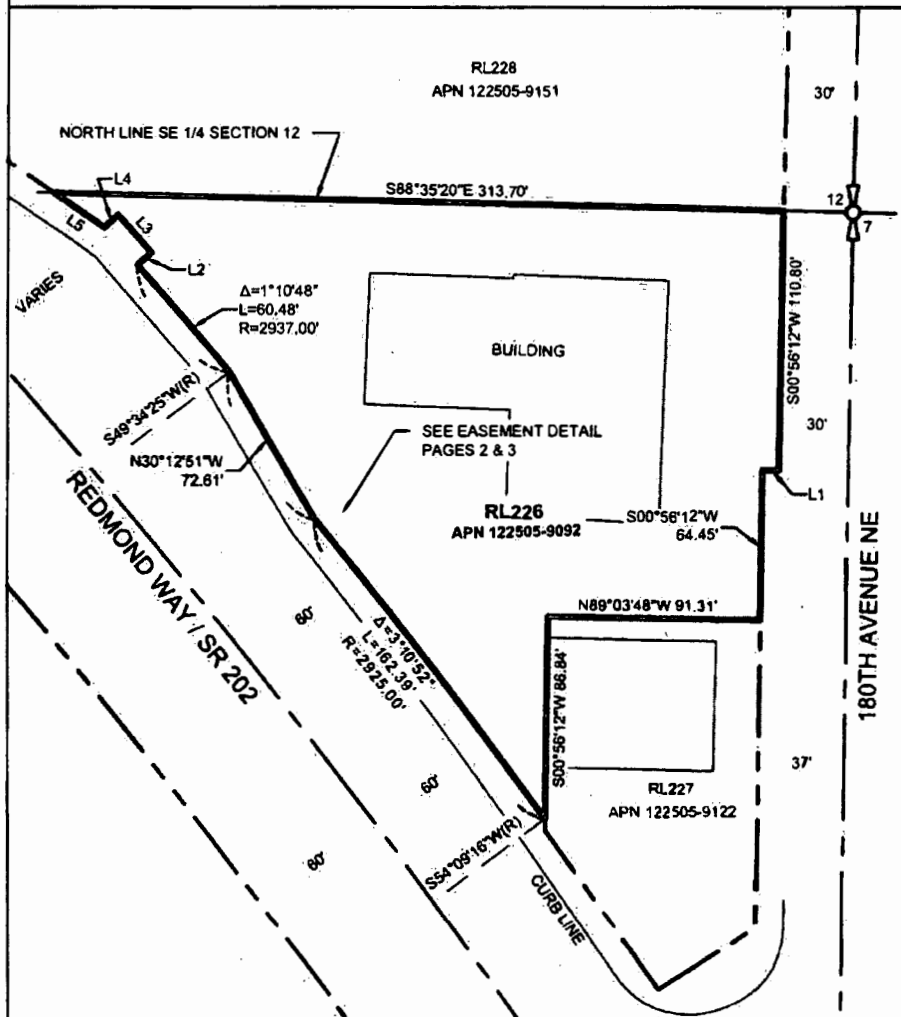 RL228
APN 122505-9151
30'
NORTH LINE SE 1/4 SECTION 12
L4
S88°35'20"E 313.70'
12
7
L5
L3
L2
VARIES
Δ=1°10'48"
L=60.48'
R=2937.00'
BUILDING
S00°56'12"W 110.80'
30'
S49°34'25"W(R)
SEE EASEMENT DETAIL
PAGES 2 & 3
N30°12'51"W
72.61'
L1
RL226
APN 122505-9092
S00°56'12"W
64.45'
REDMOND WAY / SR 202
N89°03'48"W 91.31'
180TH AVENUE NE
60'
Δ=3°10'52"
L=162.39'
R=2925.00'
S00°56'12"W 86.84'
37'
RL227
APN 122505-9122
60'
60'
S54°09'16"W(R)
CURB LINE